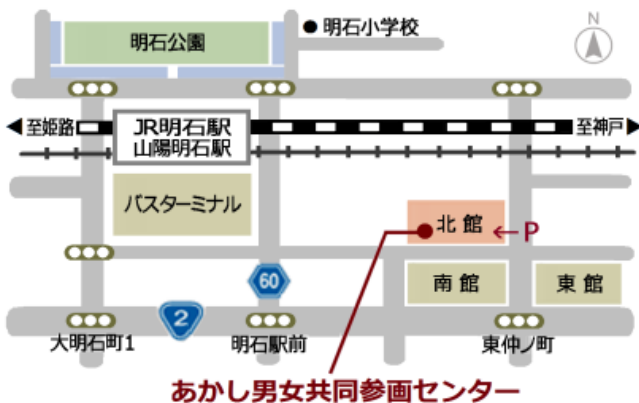 明石公園
● 明石小学校
N
◀至姫路
JR明石駅
山陽明石駅
至神戸▶
バスターミナル
北館
←P
60
南館
東館
2
大明石町1
明石駅前
東仲ノ町
あかし男女共同参画センター